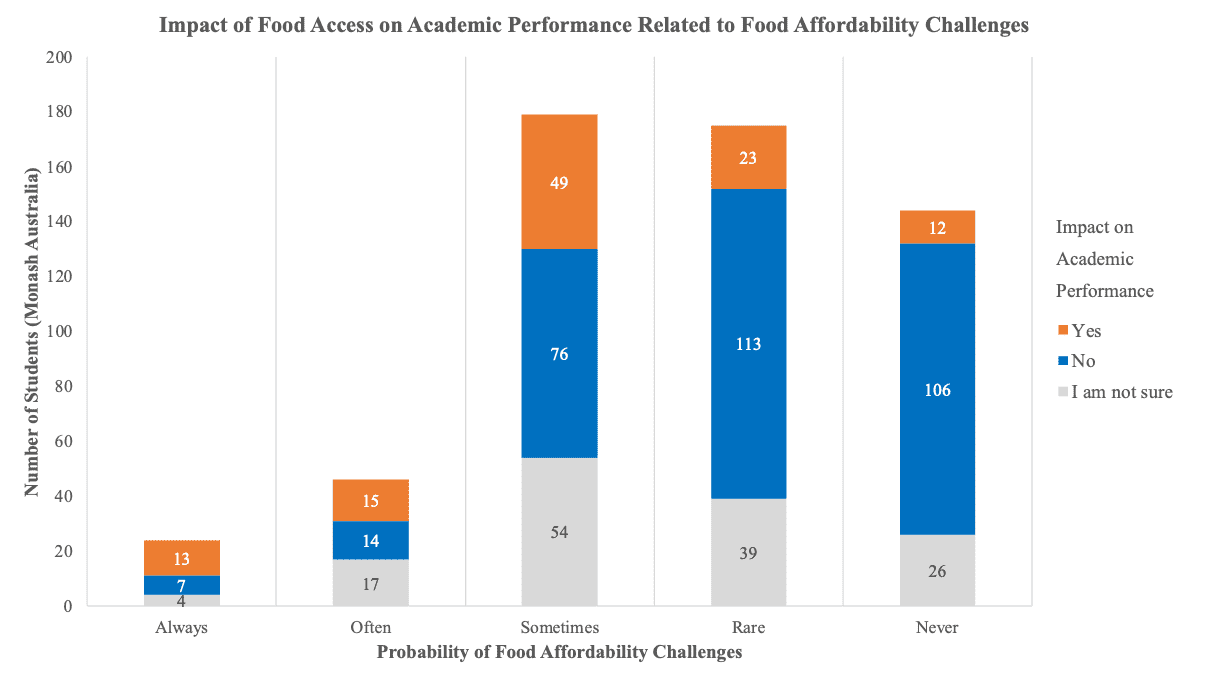 Impact of Food Access on Academic Performance Related to Food Affordability Challenges
Number of Students (Monash Australia)
200
180
160
140
120
100
80
60
40
20
0
13
7
4
15
14
17
49
76
54
23
113
39
12
106
26
Always
Often
Sometimes
Rare
Never
Probability of Food Affordability Challenges
Impact on
Academic
Performance
Yes
No
I am not sure